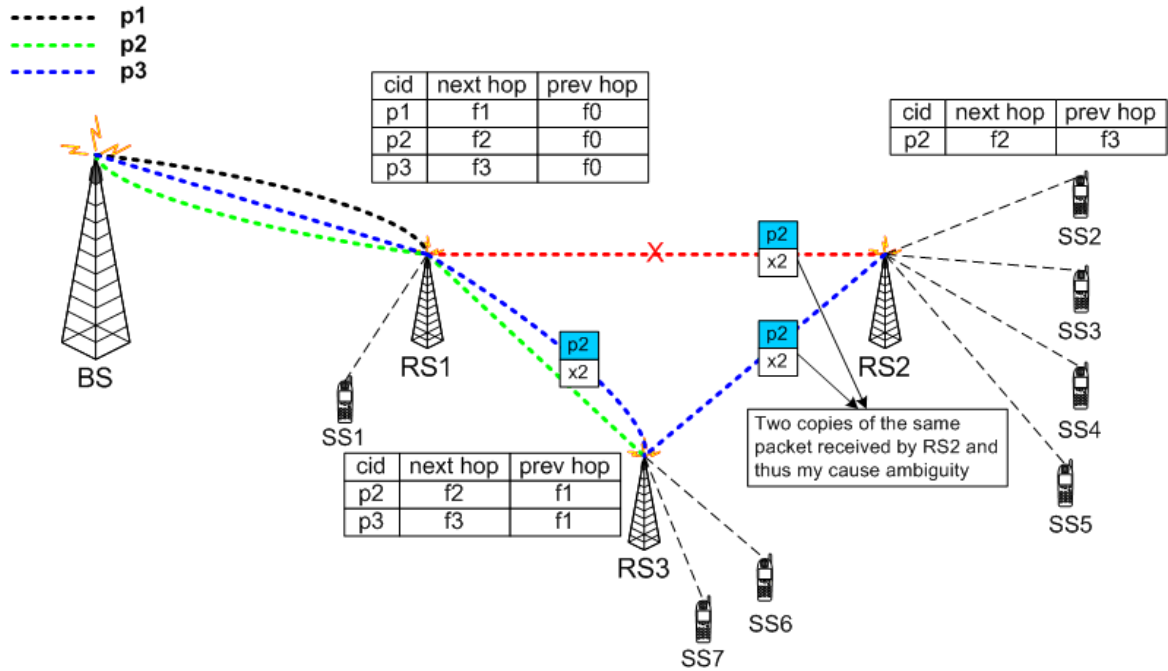 p1
p2
p3
cid next hop prev hop
p1 f1 f0
p2 f2 f0
p3 f3 f0
cid next hop prev hop
p2 f2 f3
X
p2
x2
p2
x2
p2
x2
BS
RS1
RS2
SS1
SS2
SS3
SS4
SS5
Two copies of the same
packet received by RS2 and
thus my cause ambiguity
cid next hop prev hop
p2 f2 f1
p3 f3 f1
RS3
SS6
SS7